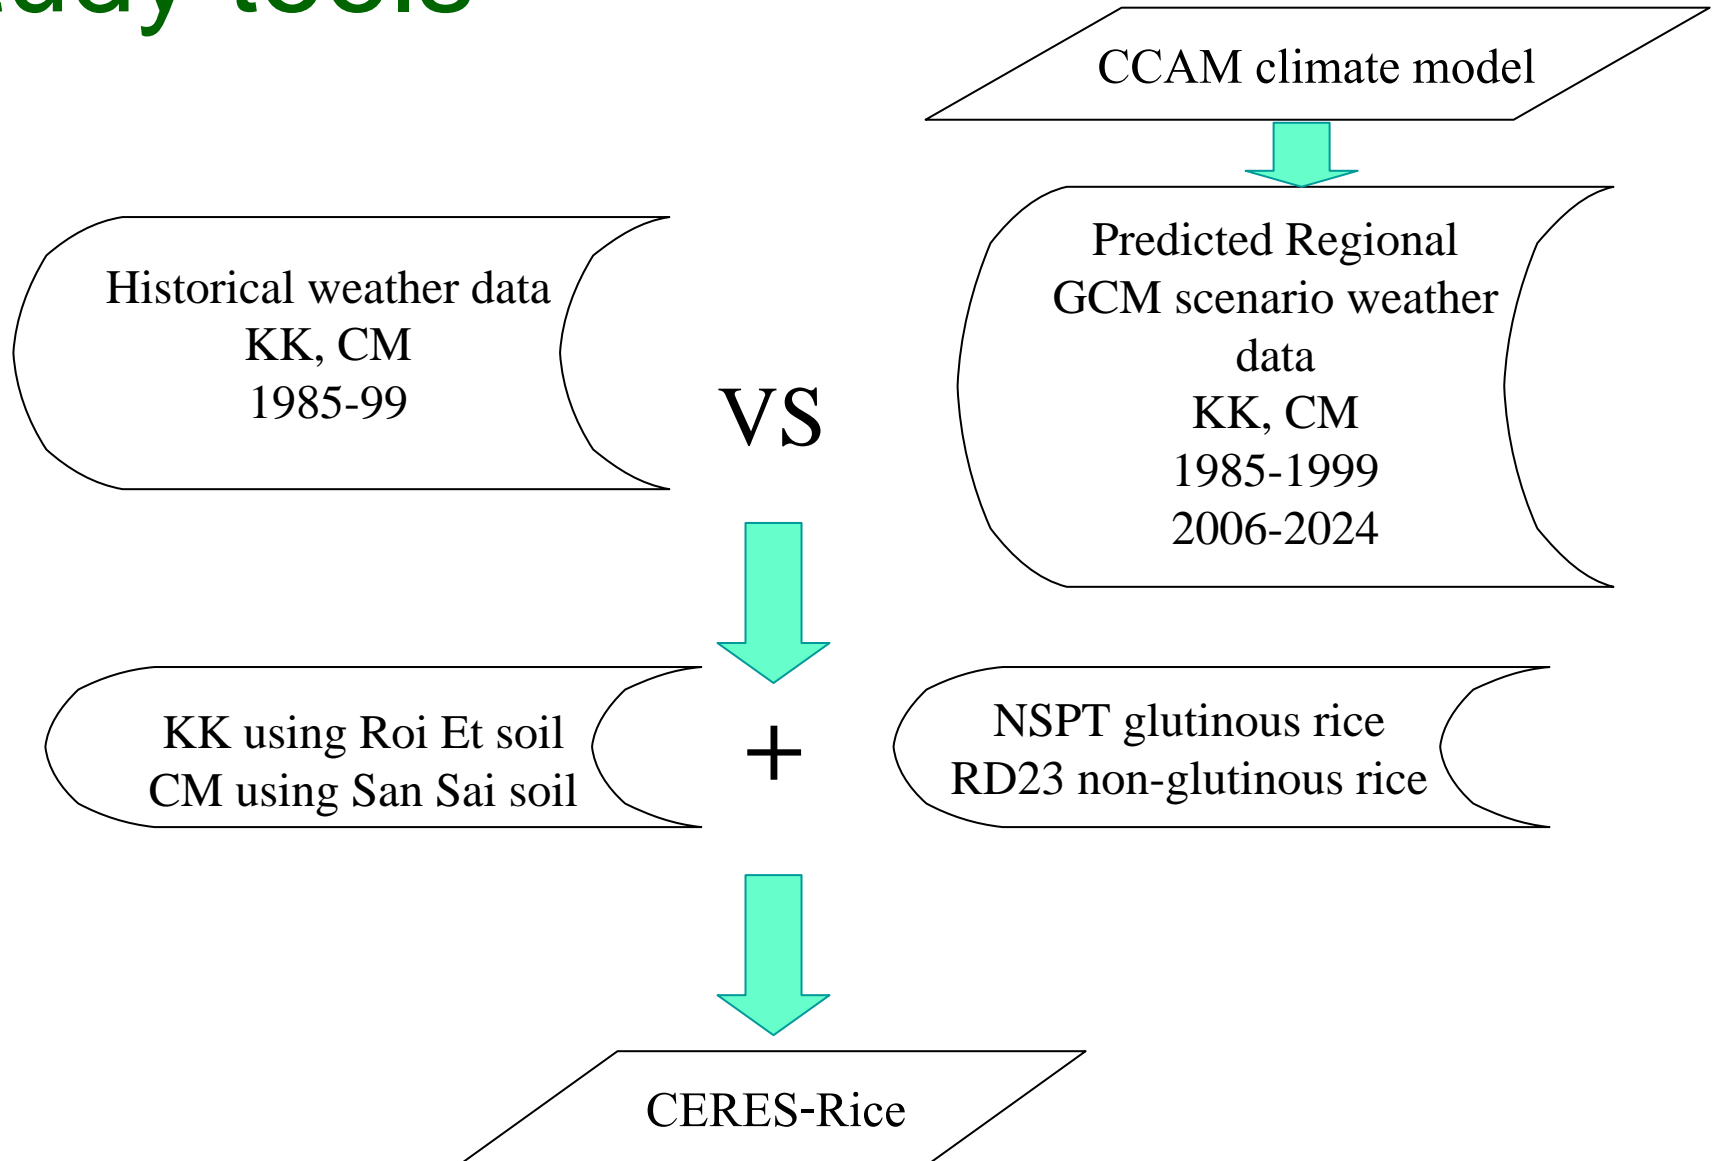 tools
CCAM climate model
Historical weather data
KK, CM
1985-99
VS
Predicted Regional
GCM scenario weather
data
KK, CM
1985-1999
2006-2024
KK using Roi Et soil
CM using San Sai soil
+
NSPT glutinous rice
RD23 non-glutinous rice
CERES-Rice